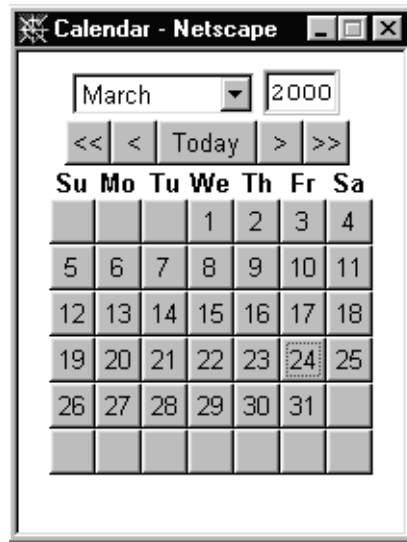 Calendar - Netscape
March 2000
<< < Today > >>
Su Mo Tu We Th Fr Sa
1 2 3 4
5 6 7 8 9 10 11
12 13 14 15 16 17 18
19 20 21 22 23 24 25
26 27 28 29 30 31